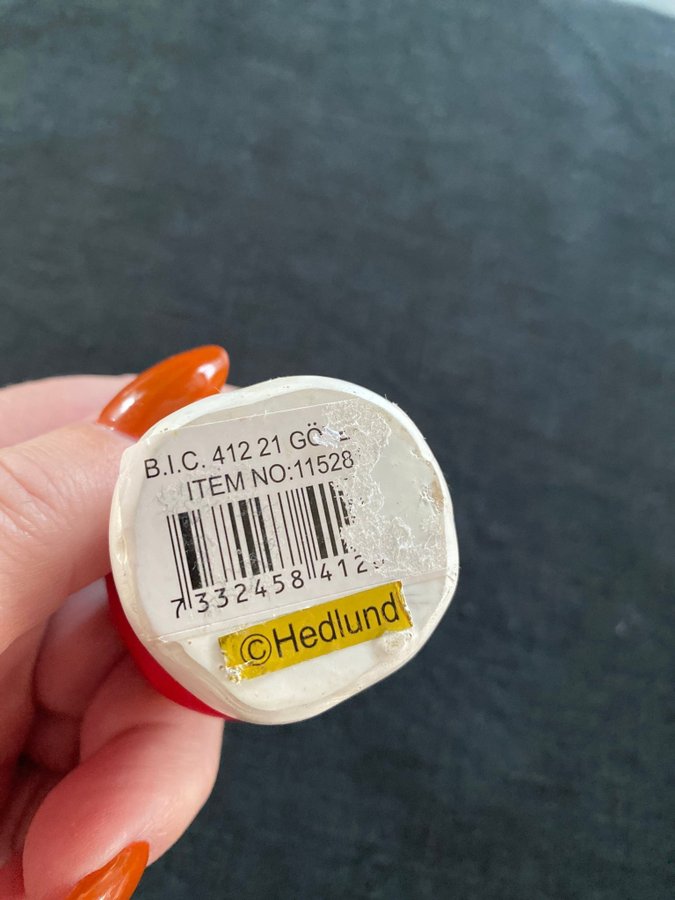 B.I.C. 412 21
ITEM NO:11528
7 332458 412
©Hedlund